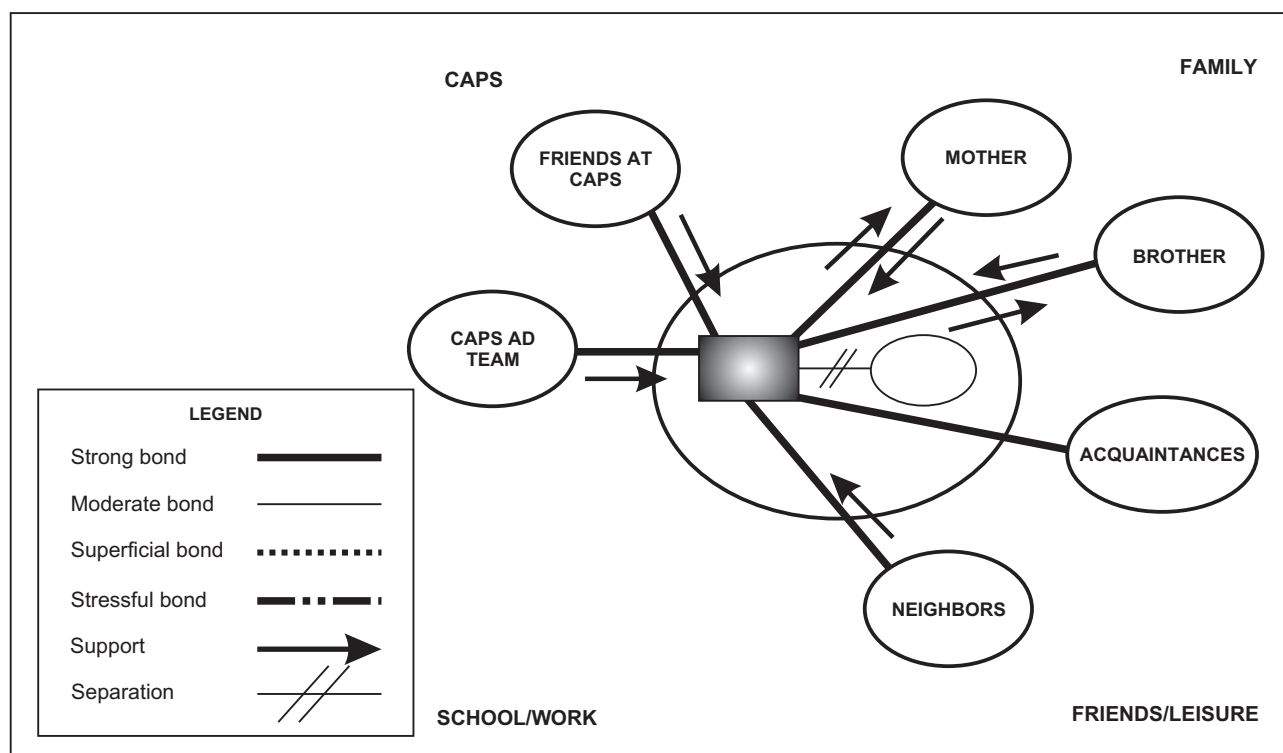 CAPS
FAMILY
FRIENDS AT
CAPS
MOTHER
BROTHER
CAPS AD
TEAM
ACQUAINTANCES
NEIGHBORS
LEGEND
Strong bond
Moderate bond
Superficial bond
Stressful bond
Support
Separation
SCHOOL/WORK
FRIENDS/LEISURE